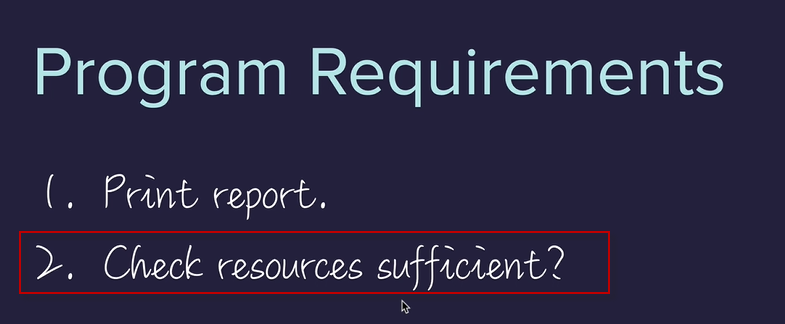 Program Requirements
1. Print report.
2. Check resources sufficient?